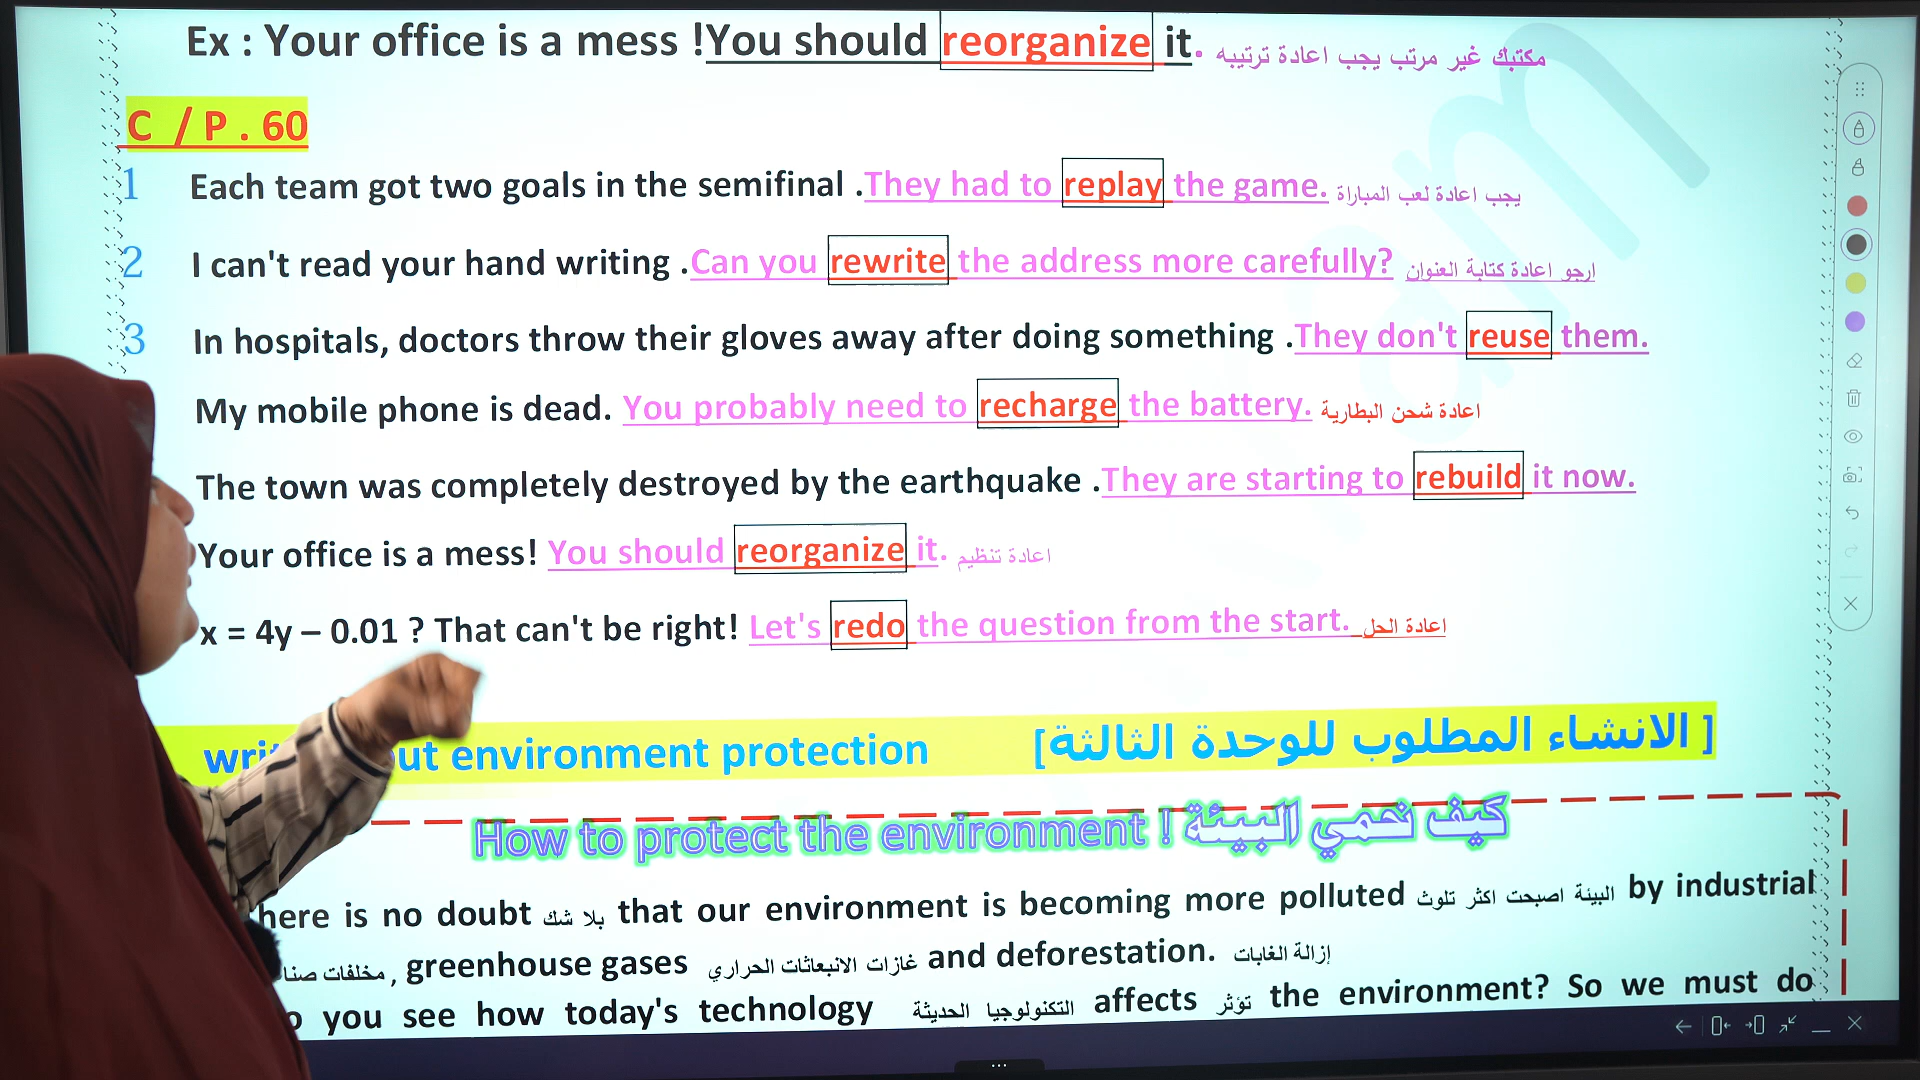 Ex : Your office is a mess !You should reorganize it. مكتبك غير مرتب يجب اعادة ترتيبه
C / P . 60
1 Each team got two goals in the semifinal .They had to replay the game. يجب اعادة لعب المباراة
2 I can't read your hand writing .Can you rewrite the address more carefully? ارجو اعادة كتابة العنوان
3 In hospitals, doctors throw their gloves away after doing something .They don't reuse them.
My mobile phone is dead. You probably need to recharge the battery. اعادة شحن البطارية
The town was completely destroyed by the earthquake .They are starting to rebuild it now.
Your office is a mess! You should reorganize it. اعادة تنظيم
x = 4y – 0.01 ? That can't be right! Let's redo the question from the start. اعادة الحل
environment protection [ الانشاء المطلوب للوحدة الثالثة]
How to protect the environment ! كيف نحمي البيئة
is no doubt بلا شك that our environment is becoming more polluted البيئة اصبحت اكثر تلوث by industrial
مخلفات , greenhouse gases غازات الانبعاثات الحراري and deforestation. إزالة الغابات
you see how today's technology التكنولوجيا الحديثة affects تؤثر the environment? So we must do